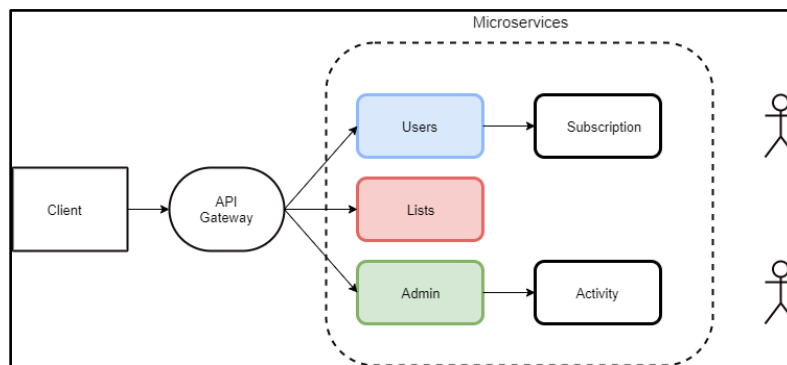 Microservices
Users
Subscription
Client
API
Gateway
Lists
Admin
Activity